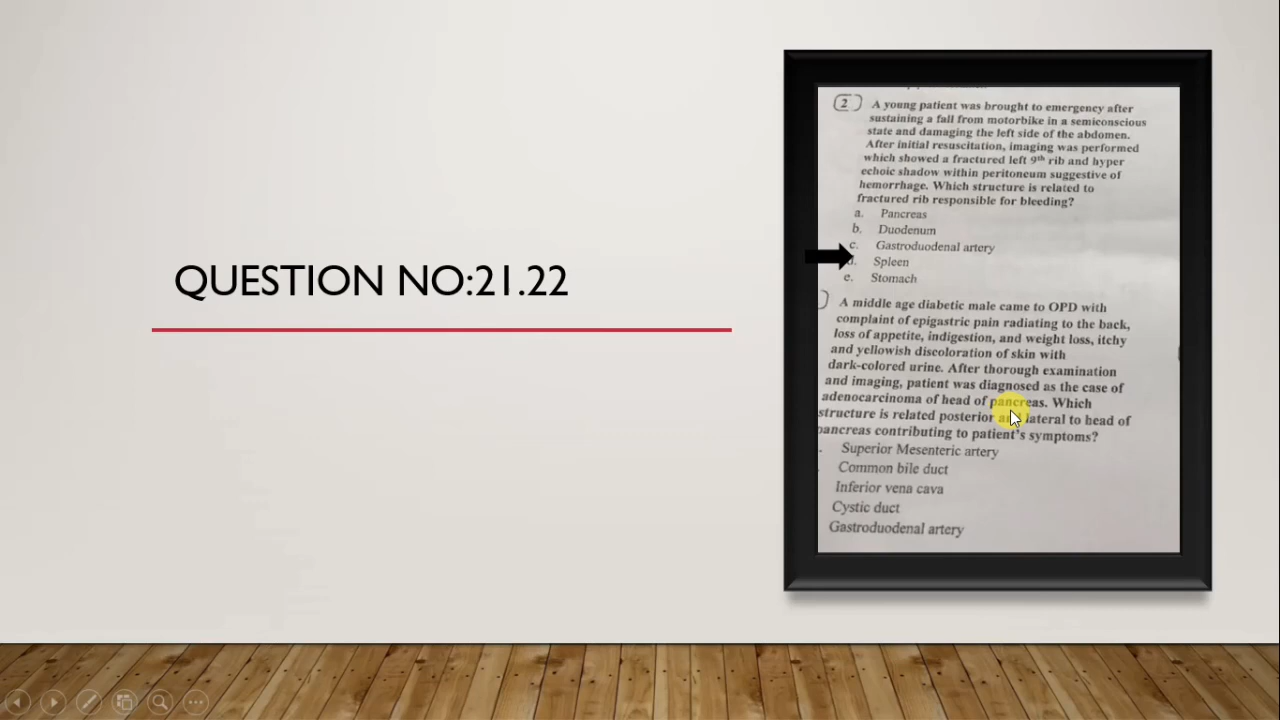 QUESTION NO:21.22
2 A young patient was brought to emergency after
sustaining a fall from motorbike in a semiconscious
state and damaging the left side of the abdomen.
After initial resuscitation, imaging was performed
which showed a fractured left 9th rib and hyper
echoic shadow within peritoneum suggestive of
hemorrhage. Which structure is related to
fractured rib responsible for bleeding?
a. Pancreas
b. Duodenum
c. Gastroduodenal artery
d. Spleen
e. Stomach
A middle age diabetic male came to OPD with
complaint of epigastric pain radiating to the back,
loss of appetite, indigestion, and weight loss, itchy
and yellowish discoloration of skin with
dark-colored urine. After thorough examination
and imaging, patient was diagnosed as the case of
adenocarcinoma of head of pancreas. Which
structure is related posterior and lateral to head of
pancreas contributing to patient's symptoms?
Superior Mesenteric artery
Common bile duct
Inferior vena cava
Cystic duct
Gastroduodenal artery